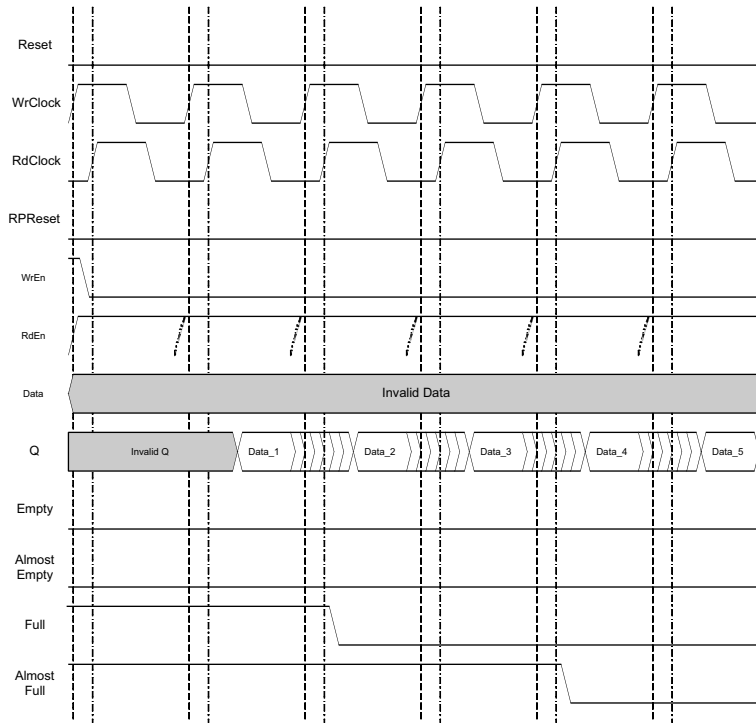 Reset
WrClock
RdClock
RPReset
WrEn
RdEn
Data
Invalid Data
Q
Invalid Q
Data_1
Data_2
Data_3
Data_4
Data_5
Empty
Almost
Empty
Full
Almost
Full